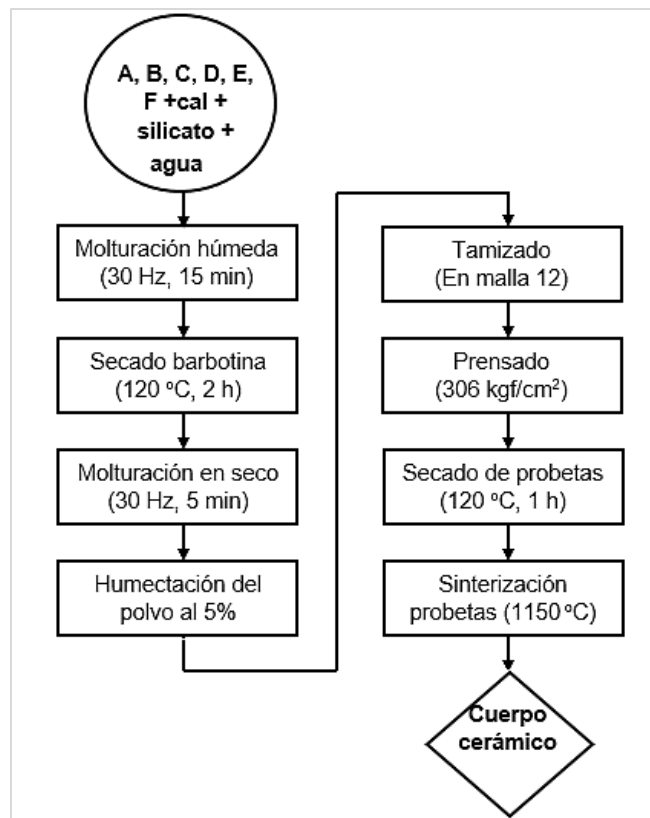 A, B, C, D, E,
F +cal +
silicato +
agua
Molturación húmeda
(30 Hz, 15 min)
Secado barbotina
(120 ºC, 2 h)
Molturación en seco
(30 Hz, 5 min)
Humectación del
polvo al 5%
Tamizado
(En malla 12)
Prensado
(306 kgf/cm²)
Secado de probetas
(120 ºC, 1 h)
Sinterización
probetas (1150 ºC)
Cuerpo
cerámico